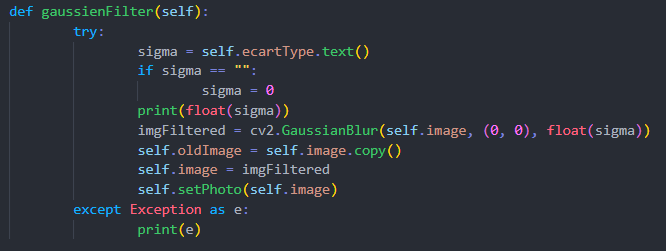 def gaussienFilter(self):
try:
sigma = self.ecartType.text()
if sigma == "":
sigma = 0
print(float(sigma))
imgFiltered = cv2.GaussianBlur(self.image, (0, 0), float(sigma))
self.oldImage = self.image.copy()
self.image = imgFiltered
self.setPhoto(self.image)
except Exception as e:
print(e)